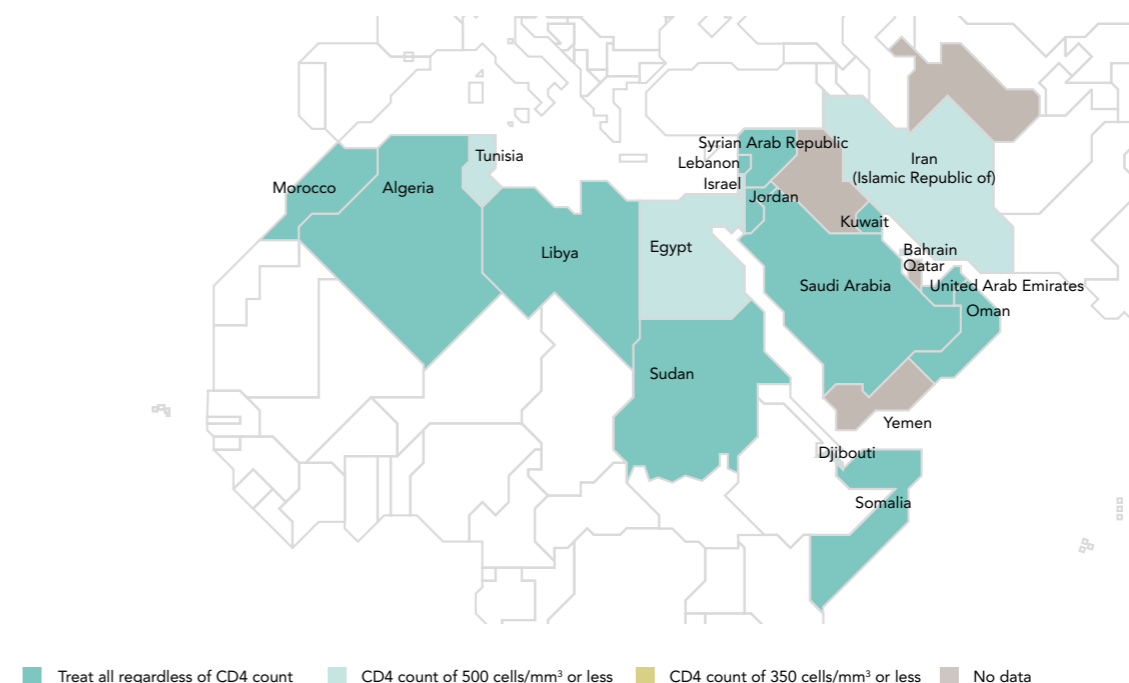 Syrian Arab Republic
Tunisia
Lebanon
Iran
(Islamic Republic of)
Israel
Morocco
Algeria
Jordan
Kuwait
Libya
Egypt
Bahrain
Qatar
Saudi Arabia
United Arab Emirates
Oman
Sudan
Yemen
Djibouti
Somalia
Treat all regardless of CD4 count
CD4 count of 500 cells/mm³ or less
CD4 count of 350 cells/mm³ or less
No data